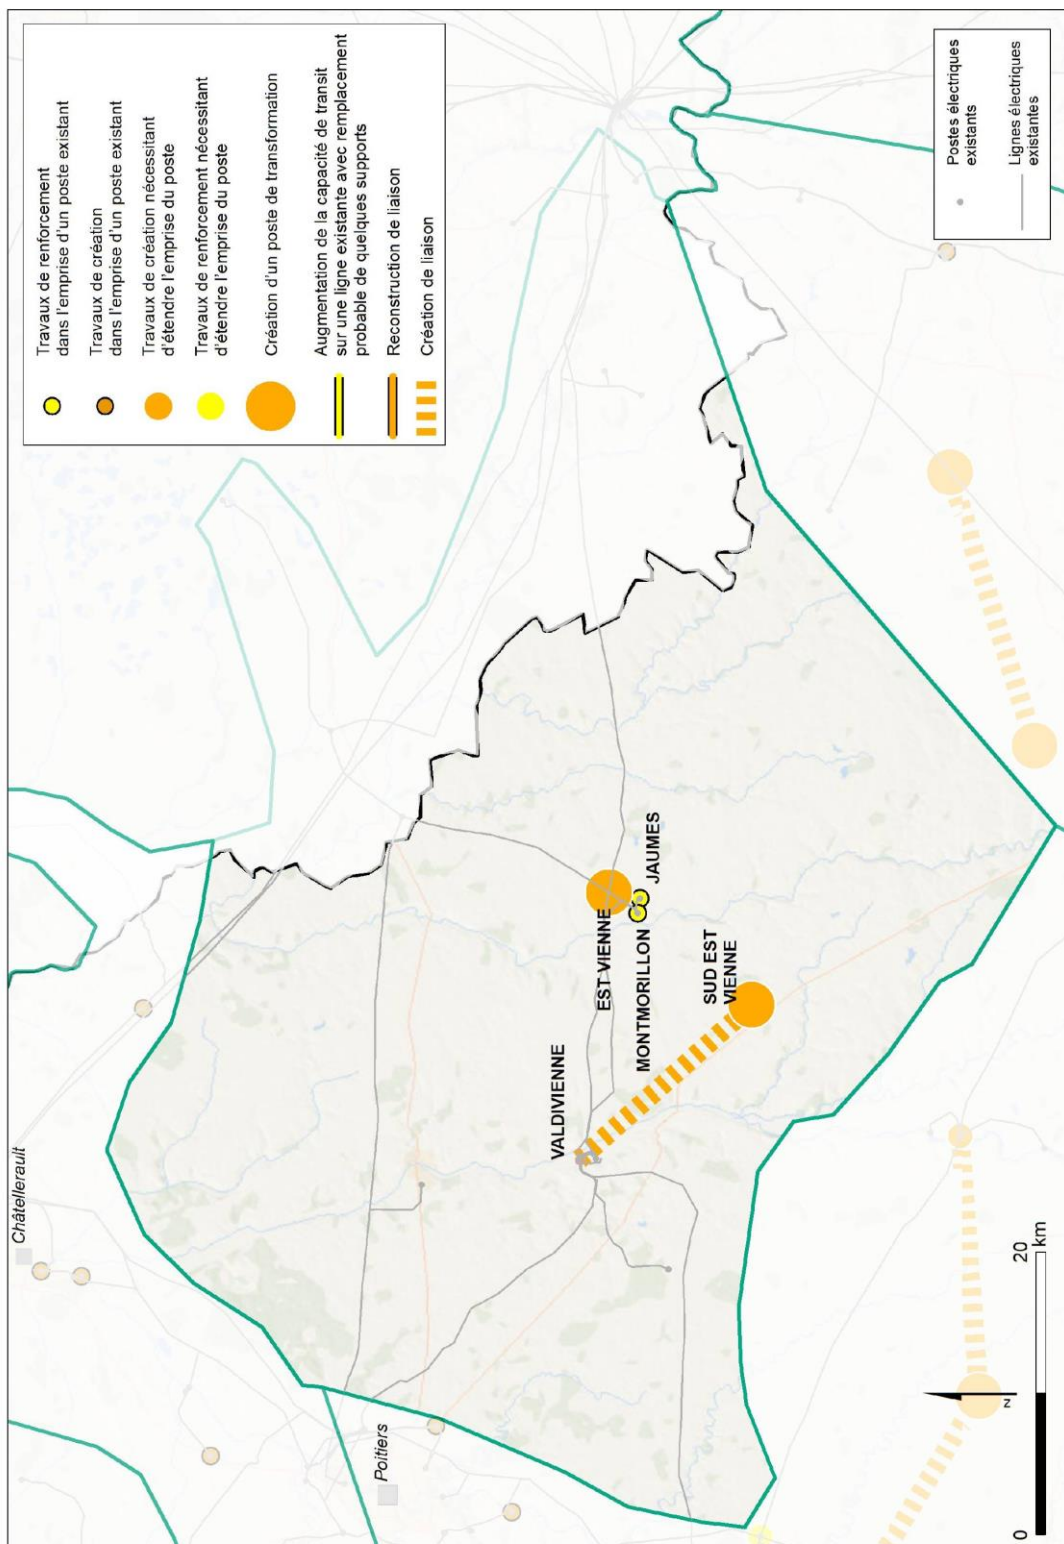 Travaux de renforcement
dans l'emprise d'un poste existant
Travaux de création
dans l'emprise d'un poste existant
Travaux de création nécessitant
d'étendre l'emprise du poste
Travaux de renforcement nécessitant
d'étendre l'emprise du poste
Création d'un poste de transformation
Augmentation de la capacité de transit
sur une ligne existante avec remplacement
probable de quelques supports
Reconstruction de liaison
Création de liaison
Châtellerault
Poitiers
VALDIVIENNE
EST VIENNE
JAUMES
MONTMORILLON
SUD EST
VIENNE
Postes électriques
existants
Lignes électriques
existantes
N
0
20
km